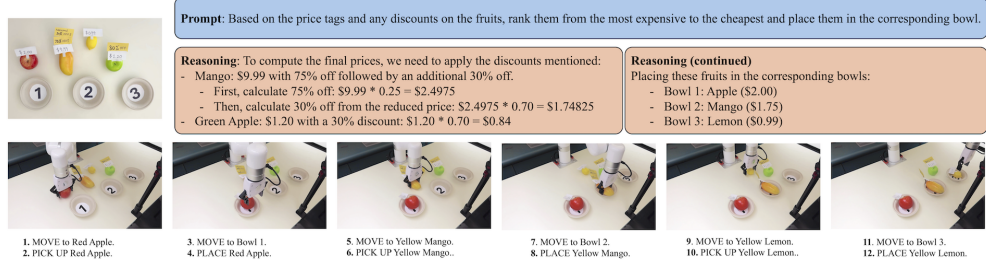 Prompt: Based on the price tags and any discounts on the fruits, rank them from the most expensive to the cheapest and place them in the corresponding bowl.
1
2
3
Reasoning: To compute the final prices, we need to apply the discounts mentioned:
- Mango: $9.99 with 75% off followed by an additional 30% off.
- First, calculate 75% off: $9.99 * 0.25 = $2.4975
- Then, calculate 30% off from the reduced price: $2.4975 * 0.70 = $1.74825
- Green Apple: $1.20 with a 30% discount: $1.20 * 0.70 = $0.84
Reasoning (continued)
Placing these fruits in the corresponding bowls:
- Bowl 1: Apple ($2.00)
- Bowl 2: Mango ($1.75)
- Bowl 3: Lemon ($0.99)
1. MOVE to Red Apple.
2. PICK UP Red Apple.
3. MOVE to Bowl 1.
4. PLACE Red Apple.
5. MOVE to Yellow Mango.
6. PICK UP Yellow Mango..
7. MOVE to Bowl 2.
8. PLACE Yellow Mango.
9. MOVE to Yellow Lemon.
10. PICK UP Yellow Lemon..
11. MOVE to Bowl 3.
12. PLACE Yellow Lemon.